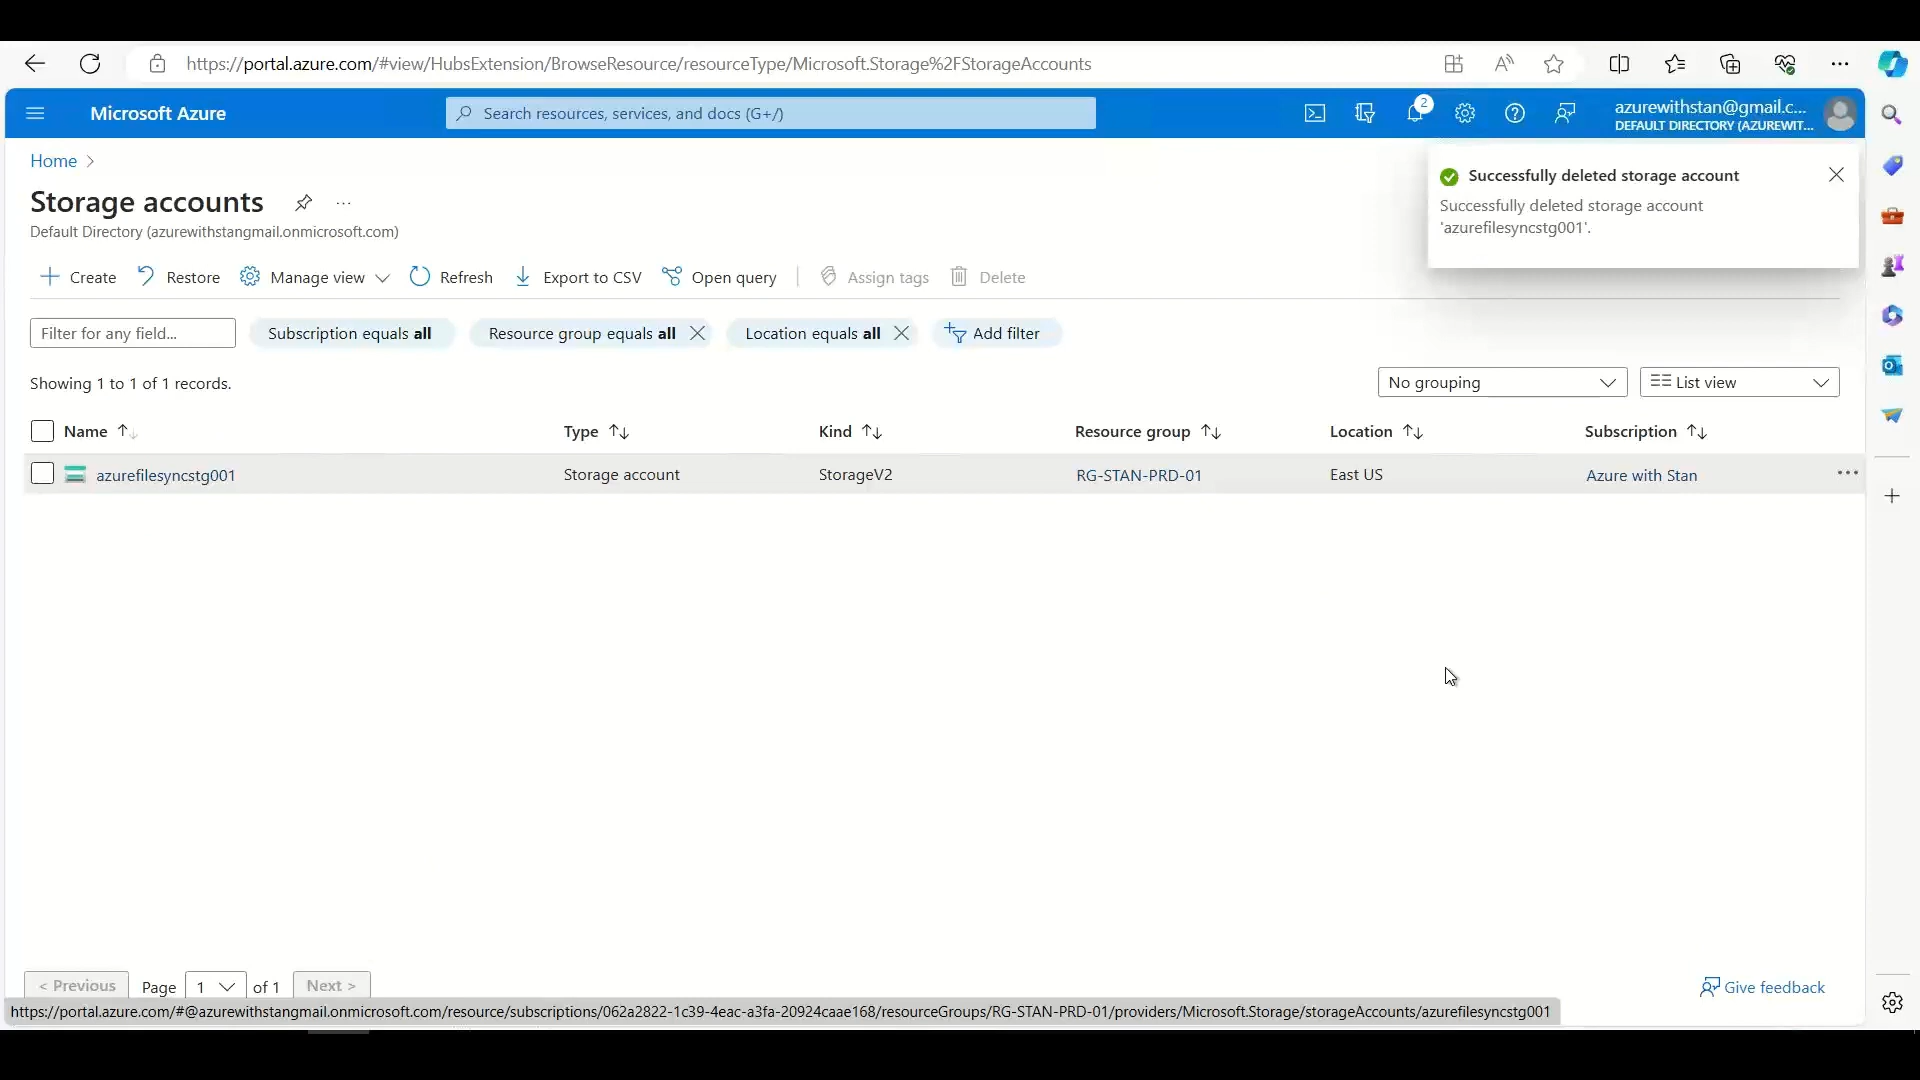 https://portal.azure.com/#view/HubsExtension/BrowseResource/resourceType/Microsoft.Storage%2FStorageAccounts
Microsoft Azure
Search resources, services, and docs (G+/)
2
azurewithstan@gmail.c...
DEFAULT DIRECTORY (AZUREWIT...
Home >
Successfully deleted storage account
Successfully deleted storage account
'azurefilesyncstg001'.
Storage accounts
...
Default Directory (azurewithstangmail.onmicrosoft.com)
Create Restore Manage view Refresh Export to CSV Open query Assign tags Delete
Filter for any field... Subscription equals all Resource group equals all Location equals all Add filter
Showing 1 to 1 of 1 records. No grouping List view
Name Type Kind Resource group Location Subscription
azurefilesyncstg001 Storage account StorageV2 RG-STAN-PRD-01 East US Azure with Stan ...
< Previous Page 1 of 1 Next > Give feedback
https://portal.azure.com/#@azurewithstangmail.onmicrosoft.com/resource/subscriptions/062a2822-1c39-4eac-a3fa-20924caae168/resourceGroups/RG-STAN-PRD-01/providers/Microsoft.Storage/storageAccounts/azurefilesyncstg001